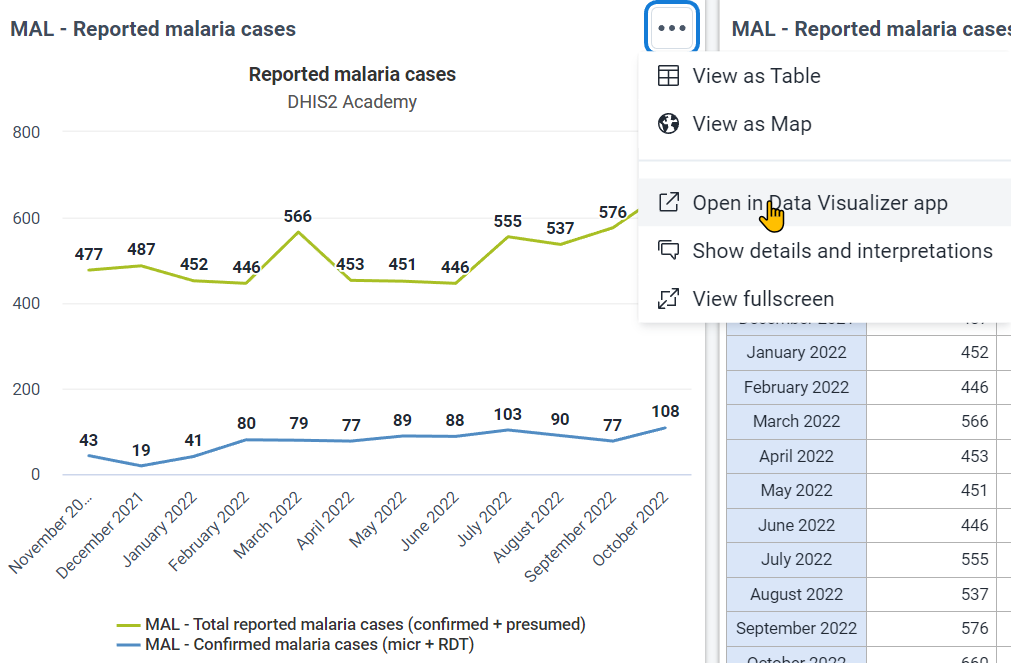 MAL - Reported malaria cases
Reported malaria cases
DHIS2 Academy
800
600
400
200
0
477
487
452
446
566
453
451
446
555
537
576
43
19
41
80
79
77
89
88
103
90
77
108
November 20...
December 2021
January 2022
February 2022
March 2022
April 2022
May 2022
June 2022
July 2022
August 2022
September 2022
October 2022
MAL - Total reported malaria cases (confirmed + presumed)
MAL - Confirmed malaria cases (micr + RDT)
MAL - Reported malaria cases
View as Table
View as Map
Open in Data Visualizer app
Show details and interpretations
View fullscreen
December 2021
January 2022 452
February 2022 446
March 2022 566
April 2022 453
May 2022 451
June 2022 446
July 2022 555
August 2022 537
September 2022 576
October 2022 660